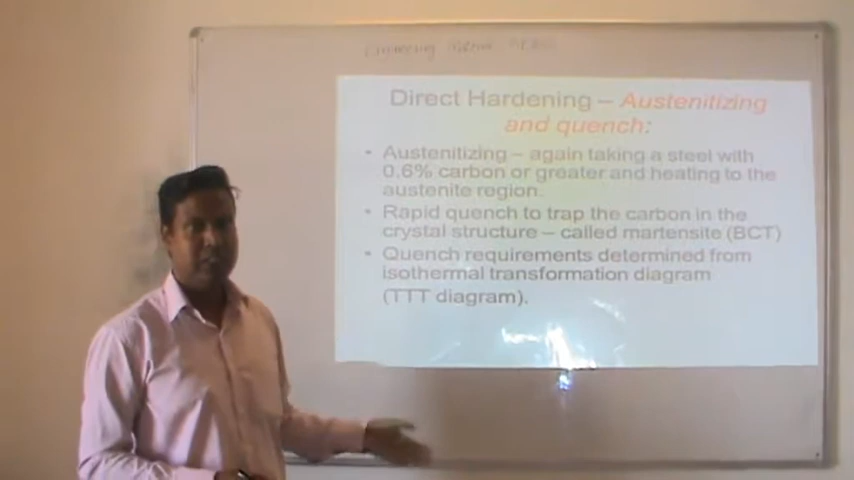 Direct Hardening – Austenitizing
and quench:
• Austenitizing – again taking a steel with
0.6% carbon or greater and heating to the
austenite region.
• Rapid quench to trap the carbon in the
crystal structure – called martensite (BCT)
• Quench requirements determined from
isothermal transformation diagram
(TTT diagram).